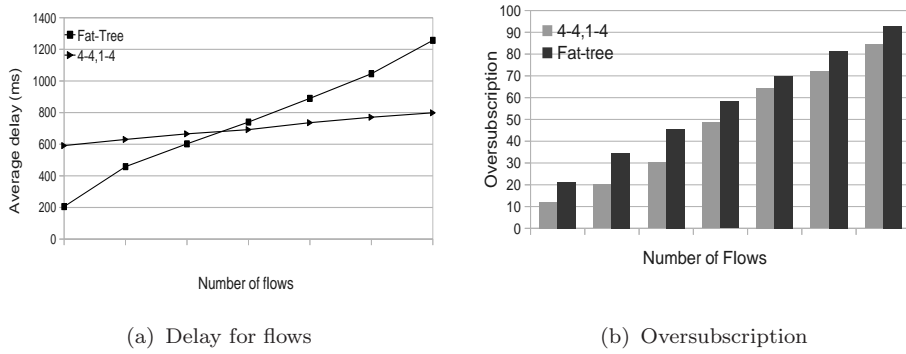 1400
1200
1000
800
600
400
200
0
Average delay (ms)
Fat-Tree
4-4,1-4
Number of flows
(a) Delay for flows
100
90
80
70
60
50
40
30
20
10
0
Oversubscription
4-4,1-4
Fat-tree
Number of Flows
(b) Oversubscription